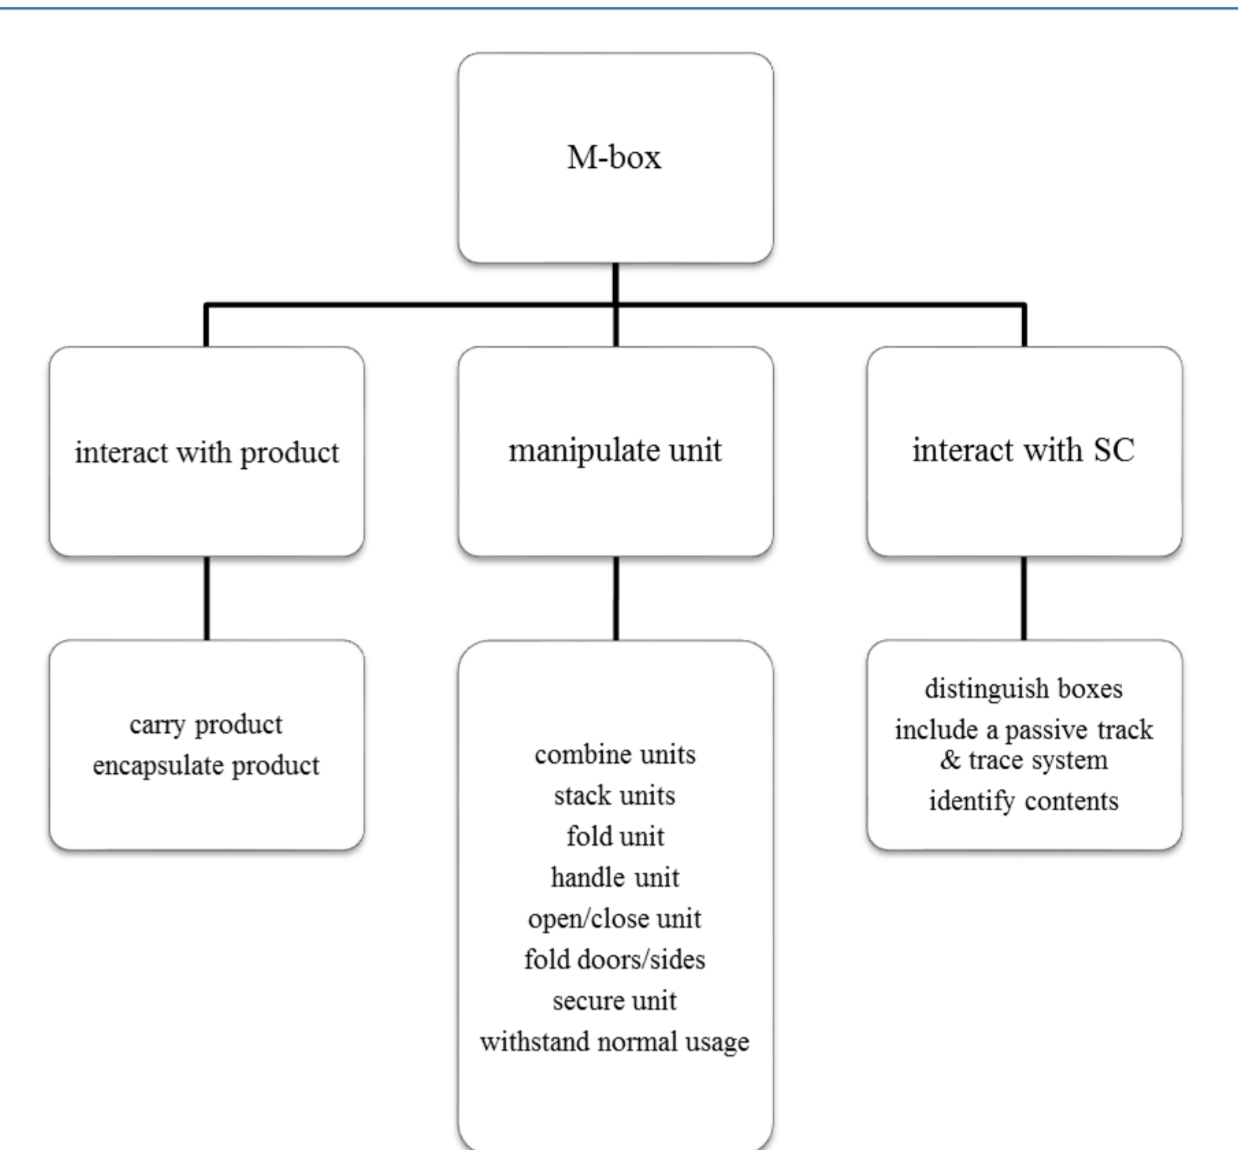 M-box
interact with product
manipulate unit
interact with SC
carry product
encapsulate product
combine units
stack units
fold unit
handle unit
open/close unit
fold doors/sides
secure unit
withstand normal usage
distinguish boxes
include a passive track
& trace system
identify contents